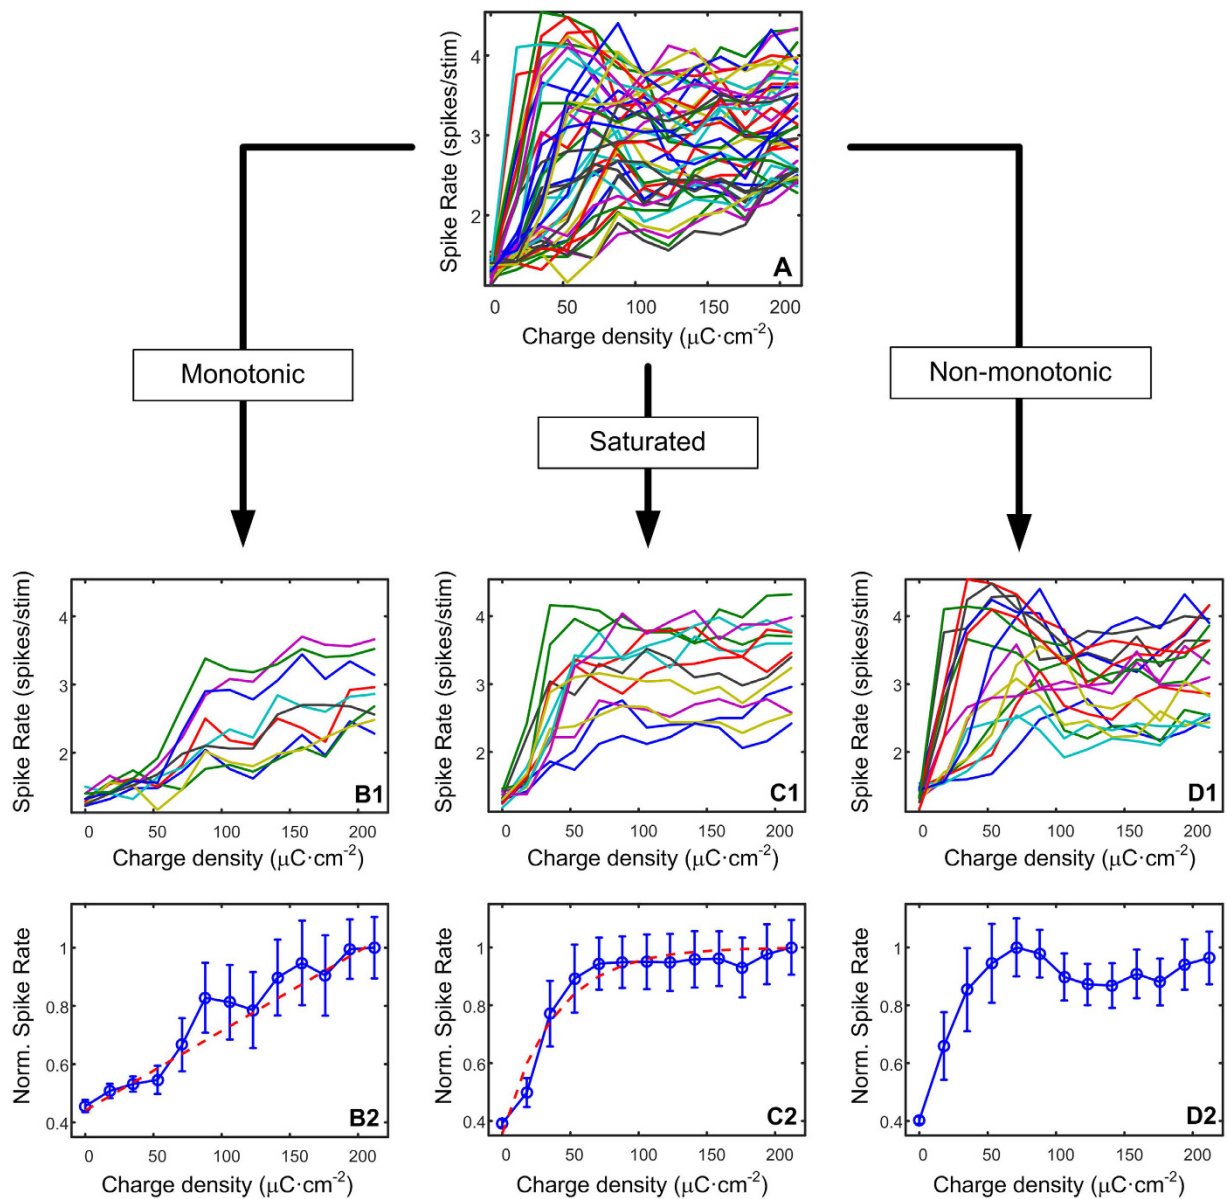 Spike Rate (spikes/stim)
4
3
2
A
0 50 100 150 200
Charge density (μC·cm-2)
Monotonic
Saturated
Non-monotonic
Spike Rate (spikes/stim)
4
3
2
B1
0 50 100 150 200
Charge density (μC·cm-2)
Spike Rate (spikes/stim)
4
3
2
C1
0 50 100 150 200
Charge density (μC·cm-2)
Spike Rate (spikes/stim)
4
3
2
D1
0 50 100 150 200
Charge density (μC·cm-2)
Norm. Spike Rate
1
0.8
0.6
0.4
B2
0 50 100 150 200
Charge density (μC·cm-2)
Norm. Spike Rate
1
0.8
0.6
0.4
C2
0 50 100 150 200
Charge density (μC·cm-2)
Norm. Spike Rate
1
0.8
0.6
0.4
D2
0 50 100 150 200
Charge density (μC·cm-2)